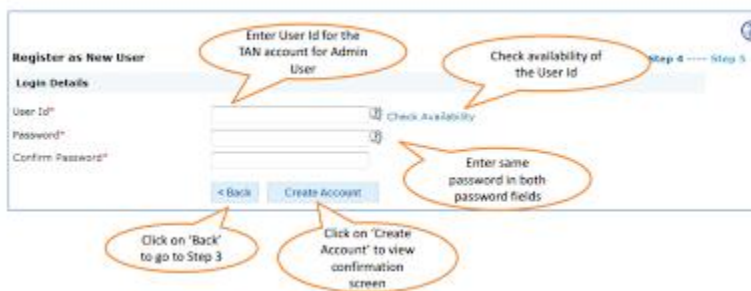 Enter User Id for the
TAN account for Admin
User
Check availability of
the User Id
Register as New User
Step 4 ---- Step 5
Login Details
User Id*
Check Availability
Password*
Confirm Password*
Enter same
password in both
password fields
< Back
Create Account
Click on 'Back'
to go to Step 3
Click on 'Create
Account' to view
confirmation
screen